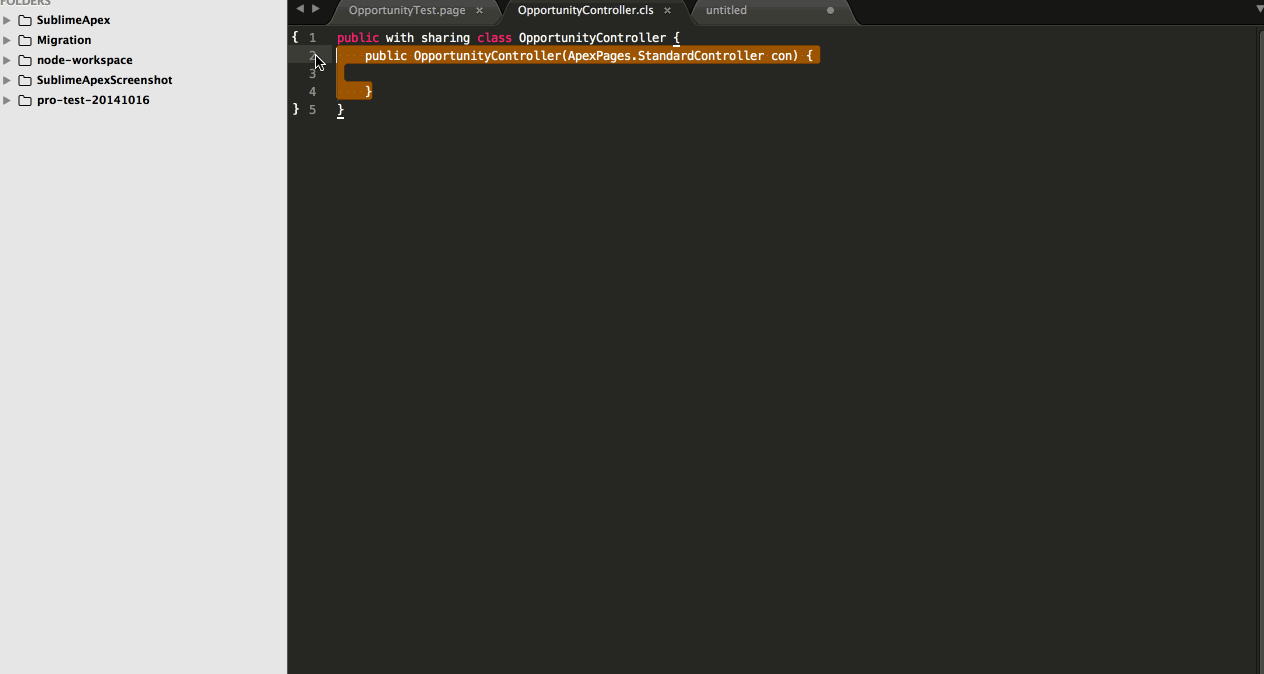 FOLDERS
SublimeApex
Migration
node-workspace
SublimeApexScreenshot
pro-test-20141016
OpportunityTest.page × OpportunityController.cls × untitled
{ 1 public with sharing class OpportunityController {
2 public OpportunityController(ApexPages.StandardController con) {
3
4 }
} 5 }